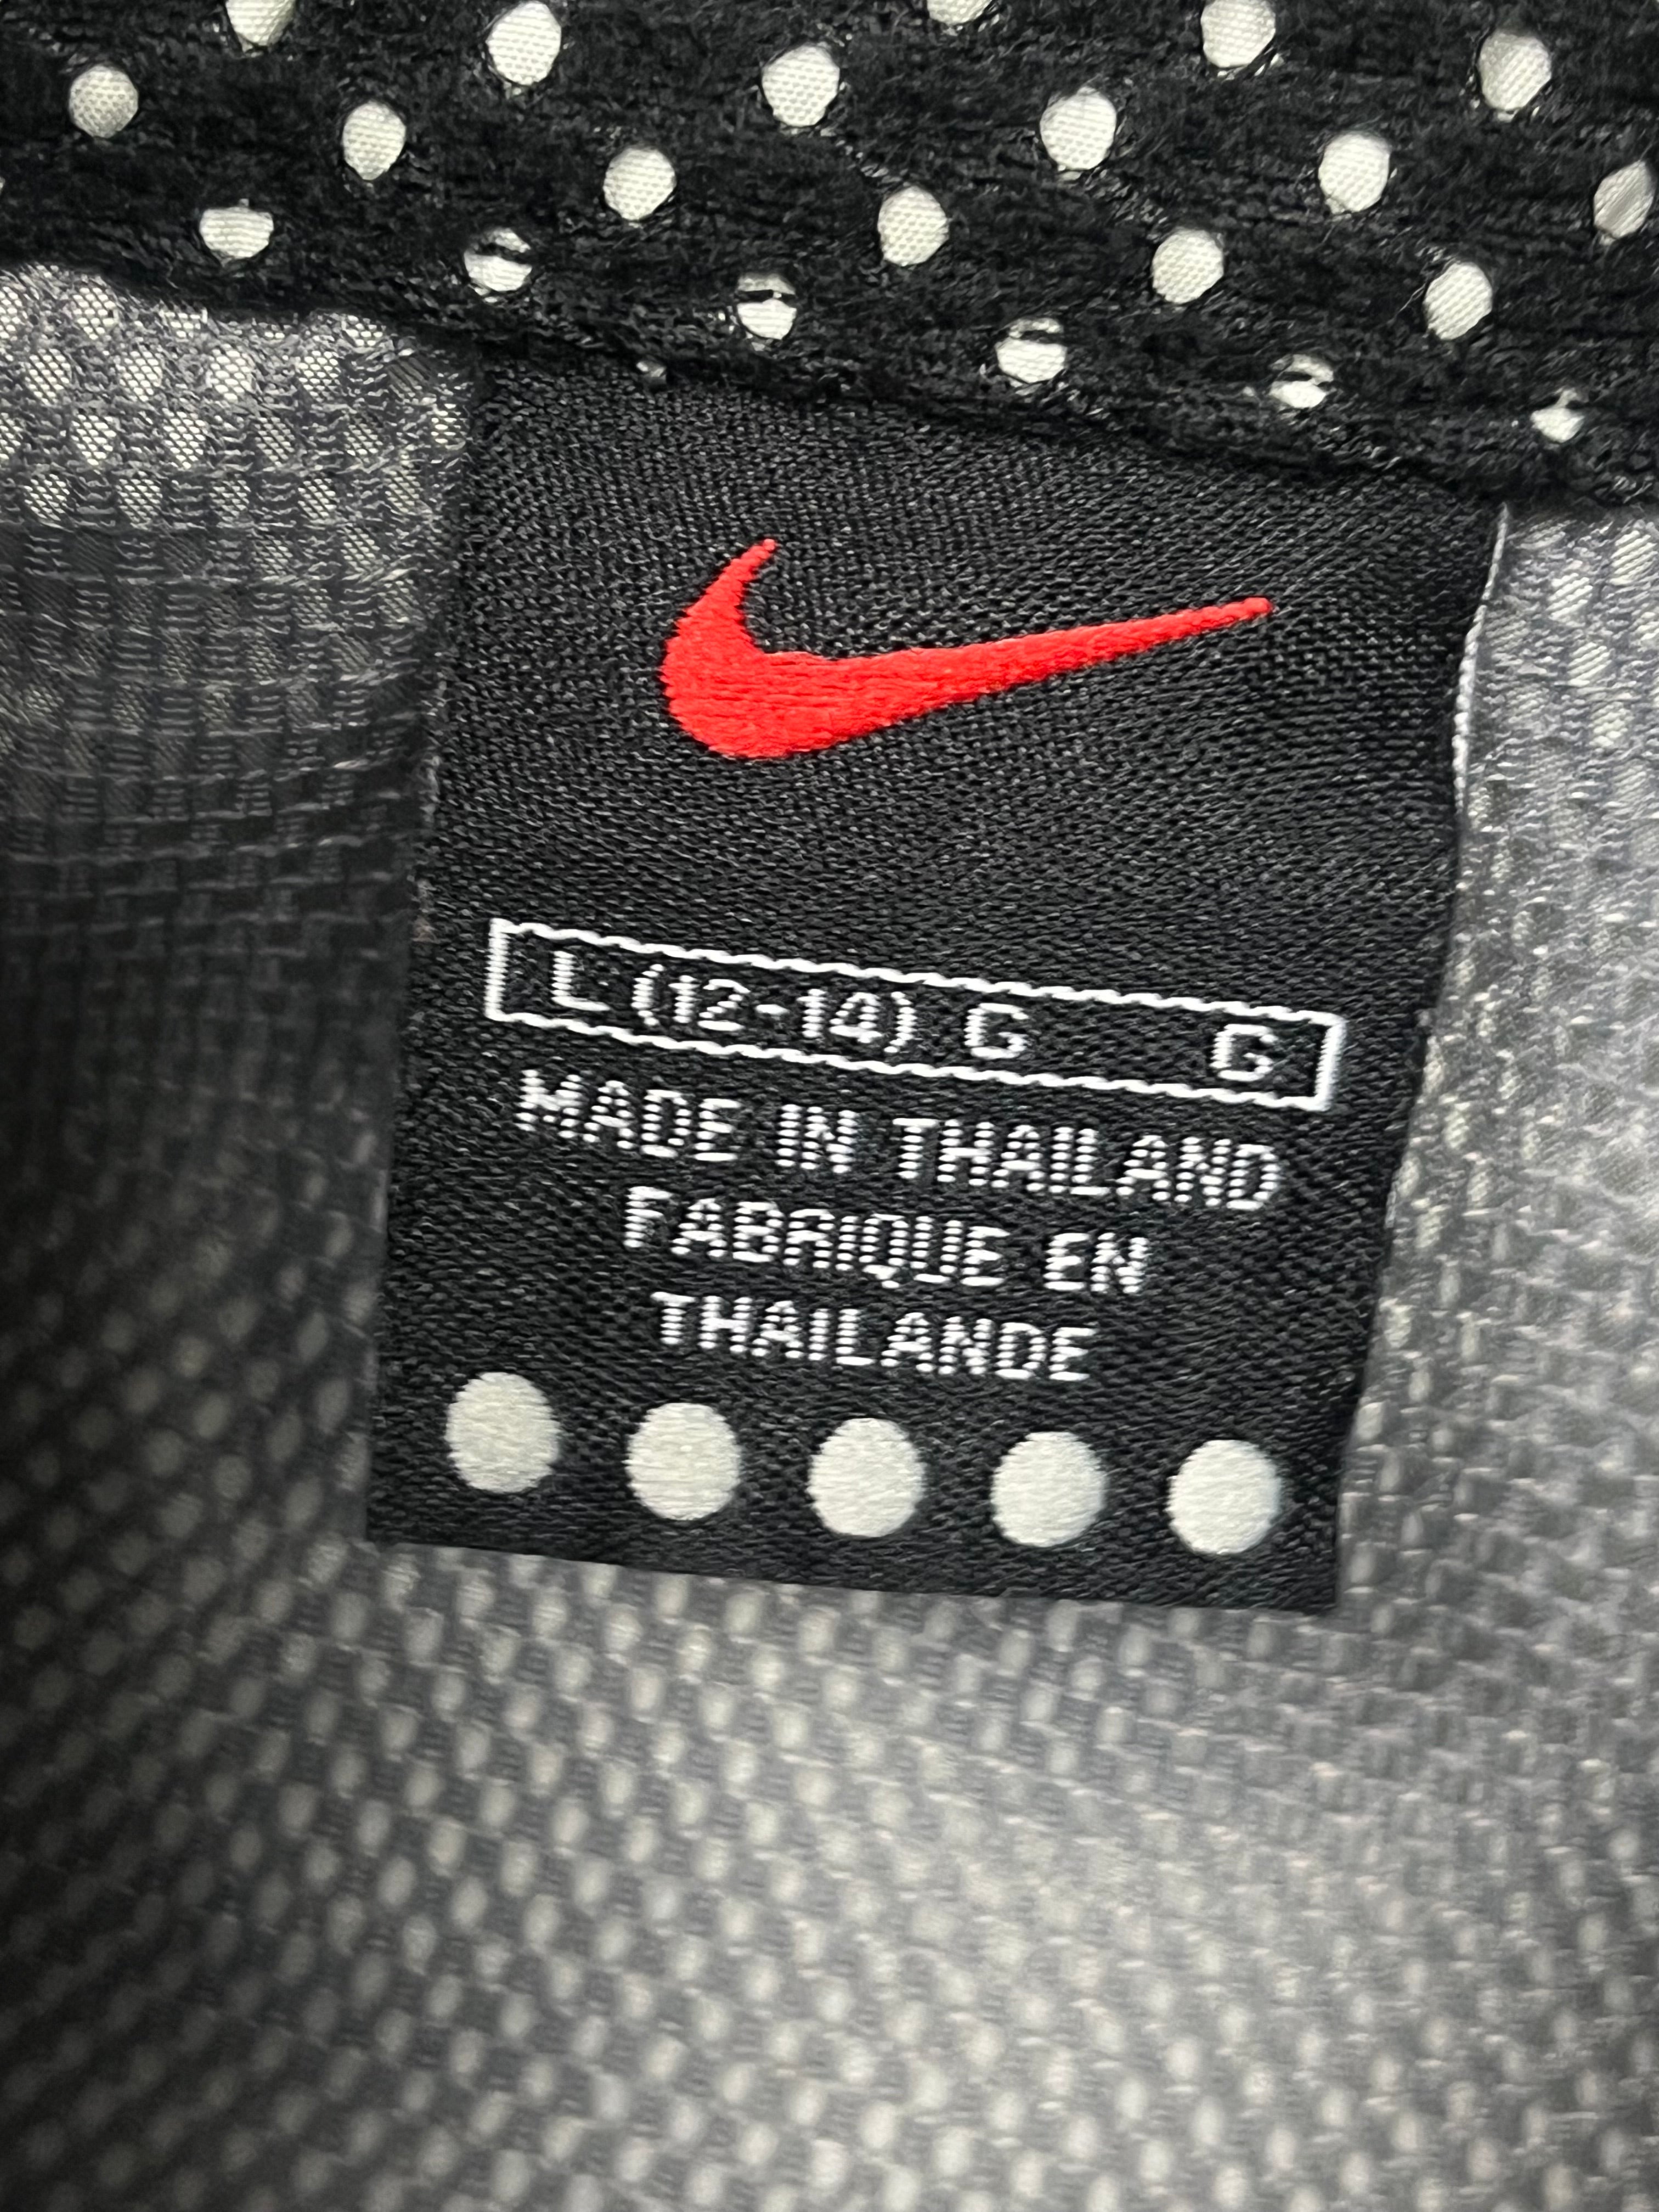 L (12-14) G G
MADE IN THAILAND
FABRIQUE EN
THAILANDE